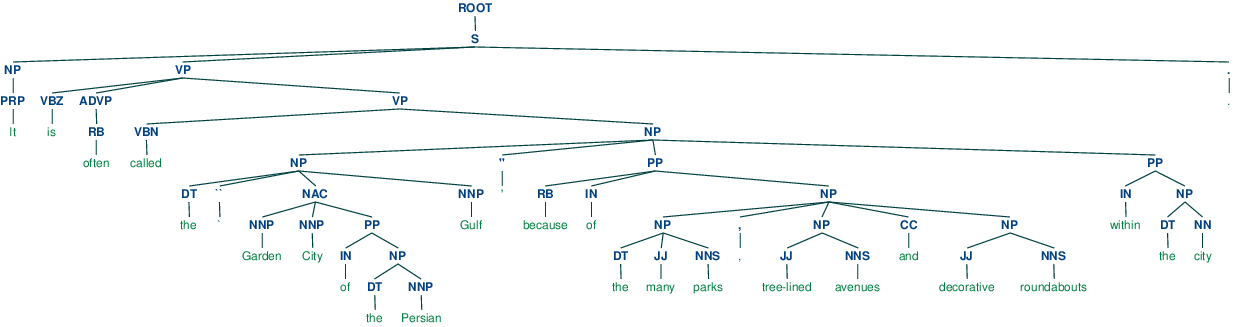 ROOT
S
NP VP .
PRP VBZ ADVP VP .
It is RB VBN NP
often called NP '' PP PP
DT `` NAC NNP ' RB IN NP IN NP
the ` NNP NNP PP Gulf because of NP , NP CC NP within DT NN
Garden City IN NP DT JJ NNS , JJ NNS and JJ NNS the city
of DT NNP the many parks tree-lined avenues decorative roundabouts
the Persian